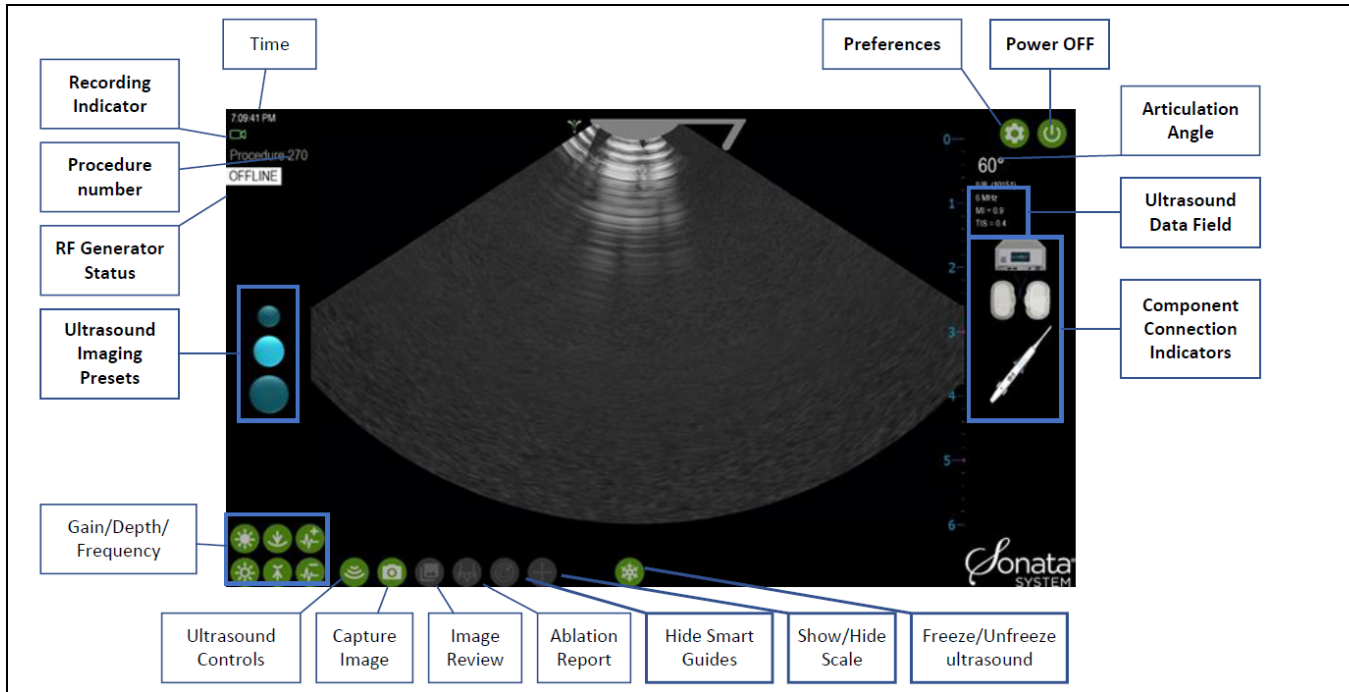 Time
Preferences
Power OFF
Recording
Indicator
Articulation
Angle
7:09:41 PM
Procedure-270
OFFLINE
Procedure
number
60°
6 MHz
MI = 0.9
TIS = 0.4
Ultrasound
Data Field
RF Generator
Status
Ultrasound
Imaging
Presets
Component
Connection
Indicators
0
1
2
3
4
5
6
Gain/Depth/
Frequency
Sonata
SYSTEM
Ultrasound
Controls
Capture
Image
Image
Review
Ablation
Report
Hide Smart
Guides
Show/Hide
Scale
Freeze/Unfreeze
ultrasound